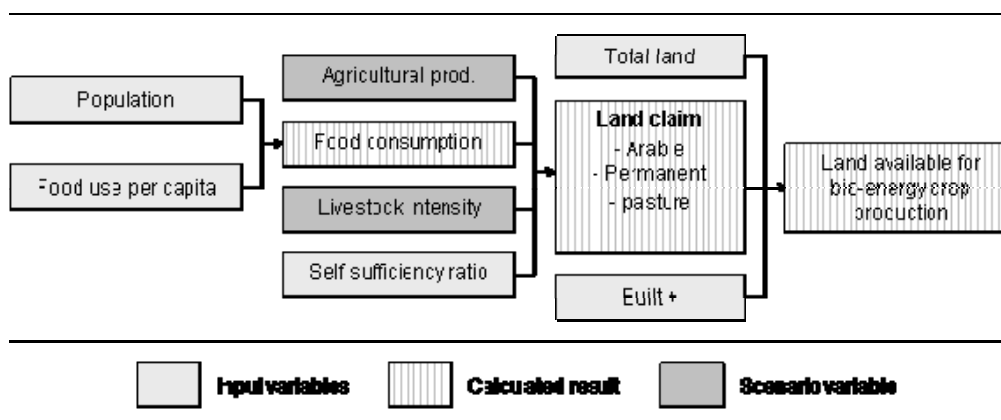 Population
Food use per capita
Agricultural prod.
Food consumption
Livestock intensity
Self sufficiency ratio
Total land
Land claim
- Arable
- Permanent
- pasture
Built +
Land available for
bio-energy crop
production
Input variables
Calculated result
Scenario variable